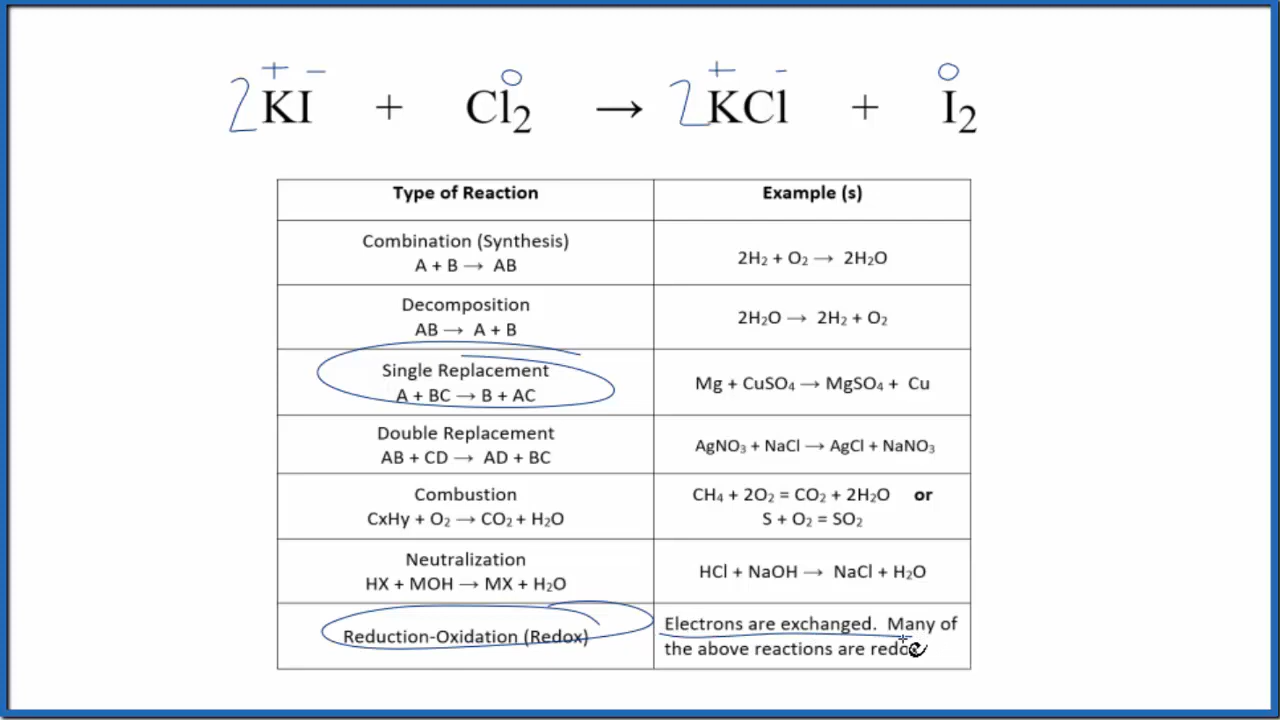 + - 0 + - 0
2KI + Cl₂ → 2KCl + I₂
Type of Reaction Example (s)
Combination (Synthesis)
A + B → AB
2H₂ + O₂ → 2H₂O
Decomposition
AB → A + B
2H₂O → 2H₂ + O₂
Single Replacement
A + BC → B + AC
Mg + CuSO₄ → MgSO₄ + Cu
Double Replacement
AB + CD → AD + BC
AgNO₃ + NaCl → AgCl + NaNO₃
Combustion
CxHy + O₂ → CO₂ + H₂O
CH₄ + 2O₂ = CO₂ + 2H₂O or
S + O₂ = SO₂
Neutralization
HX + MOH → MX + H₂O
HCl + NaOH → NaCl + H₂O
Reduction-Oxidation (Redox)
Electrons are exchanged. Many of
the above reactions are